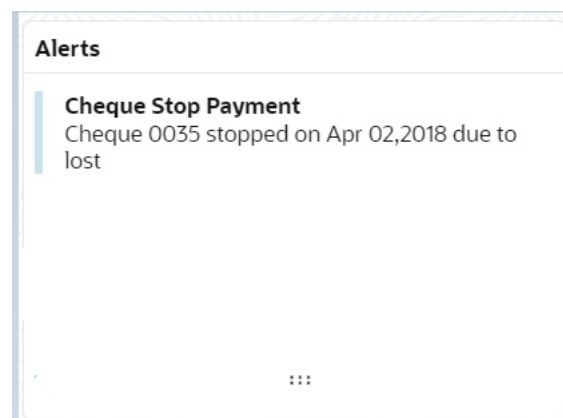 Alerts
Cheque Stop Payment
Cheque 0035 stopped on Apr 02,2018 due to
lost